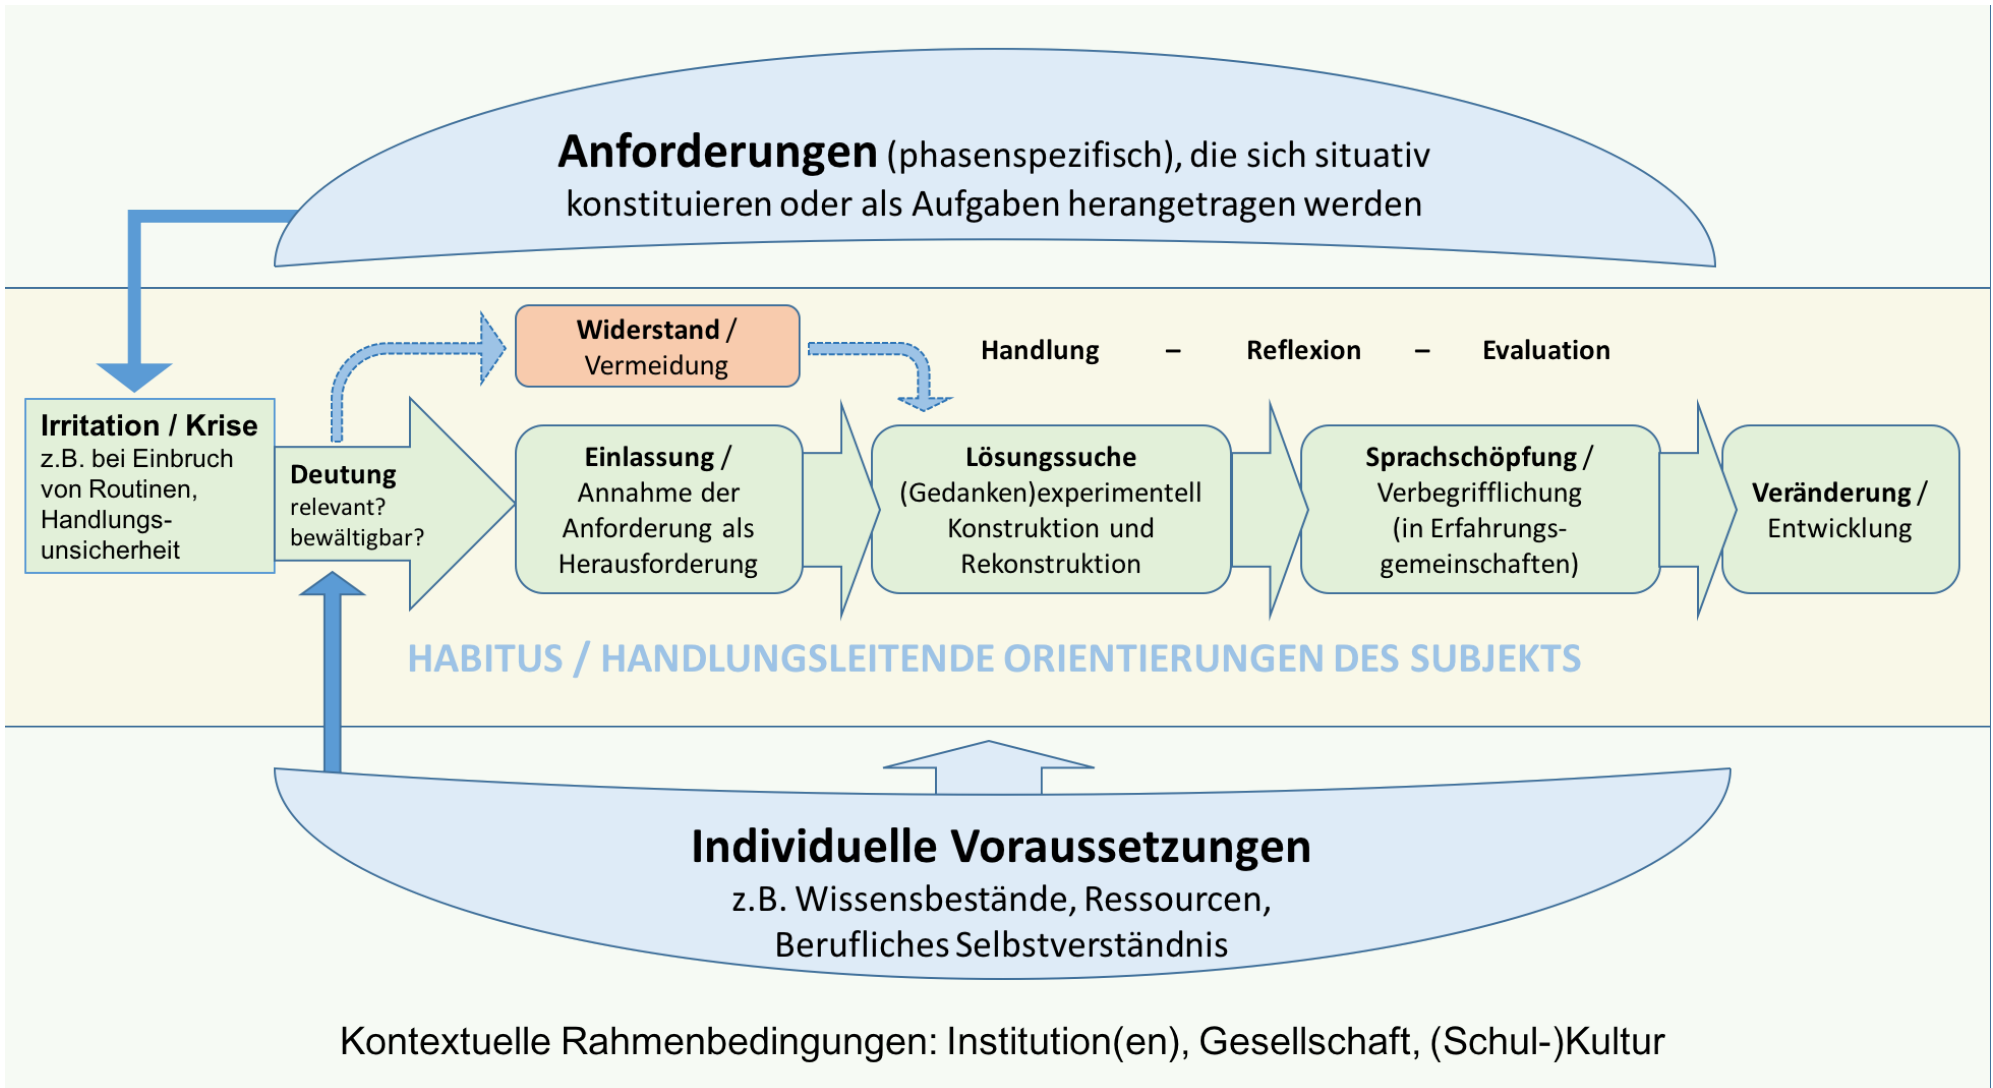 Anforderungen (phasenspezifisch), die sich situativ
konstituieren oder als Aufgaben herangetragen werden
Widerstand /
Vermeidung
Handlung – Reflexion – Evaluation
Irritation / Krise
z.B. bei Einbruch
von Routinen,
Handlungs-
unsicherheit
Deutung
relevant?
bewältigbar?
Einlassung /
Annahme der
Anforderung als
Herausforderung
Lösungssuche
(Gedanken)experimentell
Konstruktion und
Rekonstruktion
Sprachschöpfung /
Verbegrifflichung
(in Erfahrungs-
gemeinschaften)
Veränderung /
Entwicklung
HABITUS / HANDLUNGSLEITENDE ORIENTIERUNGEN DES SUBJEKTS
Individuelle Voraussetzungen
z.B. Wissensbestände, Ressourcen,
Berufliches Selbstverständnis
Kontextuelle Rahmenbedingungen: Institution(en), Gesellschaft, (Schul-)Kultur